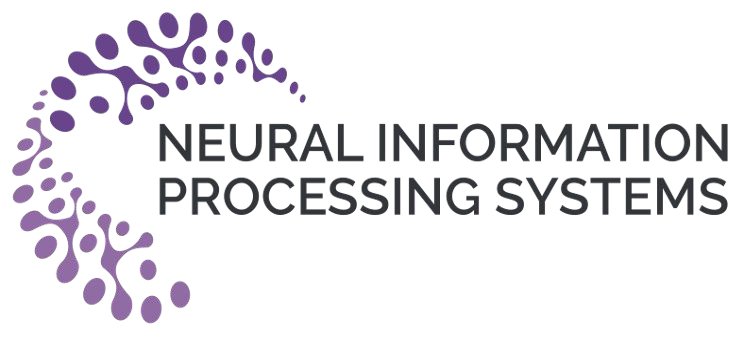 NEURAL INFORMATION
PROCESSING SYSTEMS